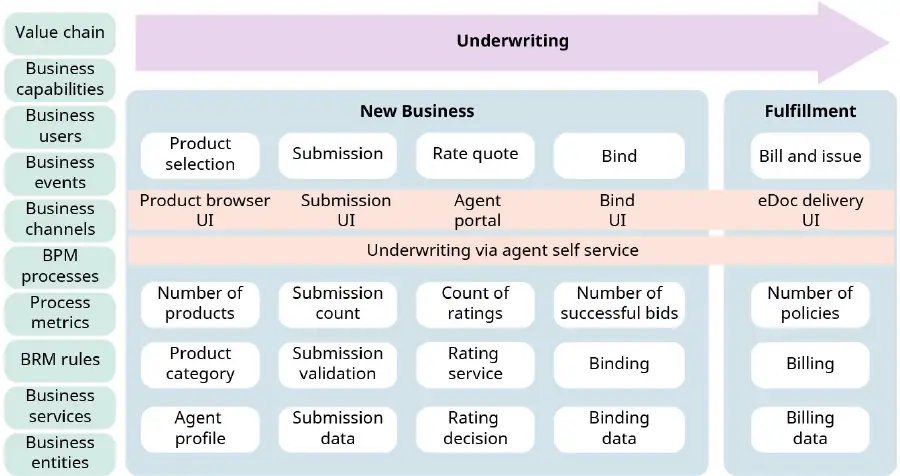 Value chain
Business
capabilities
Business
users
Business
events
Business
channels
BPM
processes
Process
metrics
BRM rules
Business
services
Business
entities
Underwriting
New Business
Fulfillment
Product
selection
Submission
Rate quote
Bind
Bill and issue
Product browser
UI
Submission
UI
Agent
portal
Bind
UI
eDoc delivery
UI
Underwriting via agent self service
Number of
products
Submission
count
Count of
ratings
Number of
successful bids
Number of
policies
Product
category
Submission
validation
Rating
service
Binding
Billing
Agent
profile
Submission
data
Rating
decision
Binding
data
Billing
data